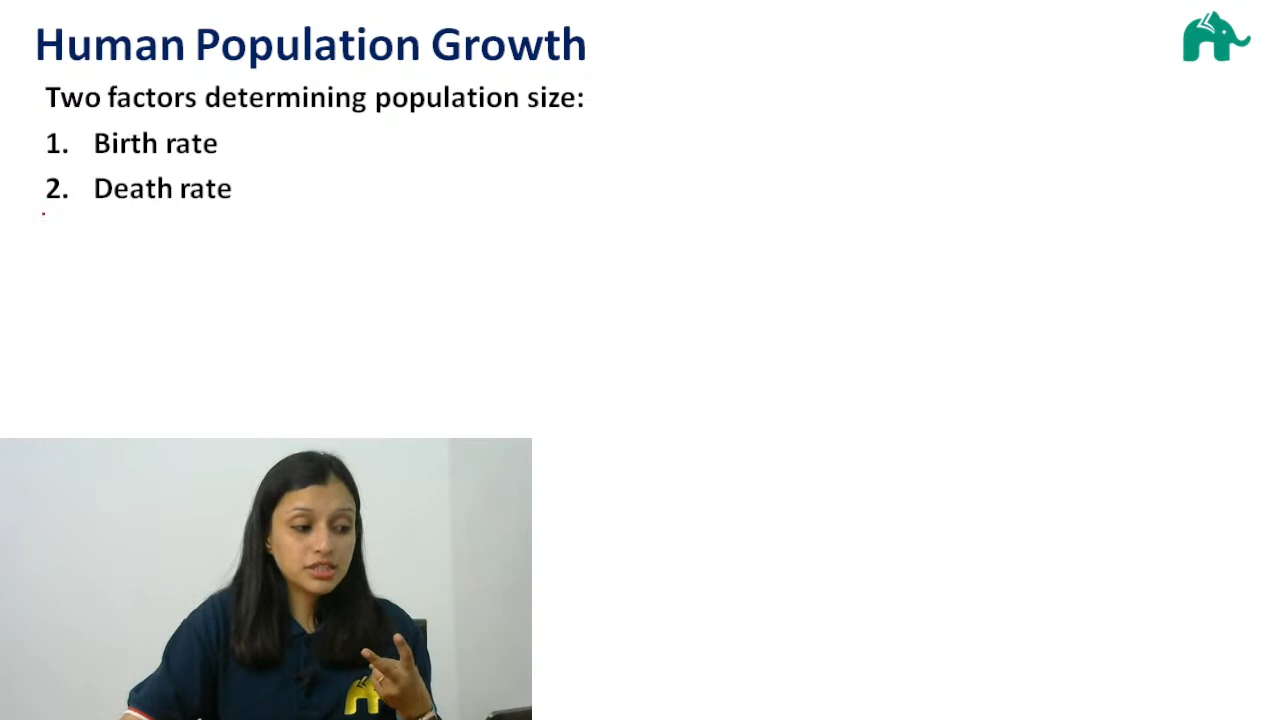 Human Population Growth
Two factors determining population size:
1. Birth rate
2. Death rate